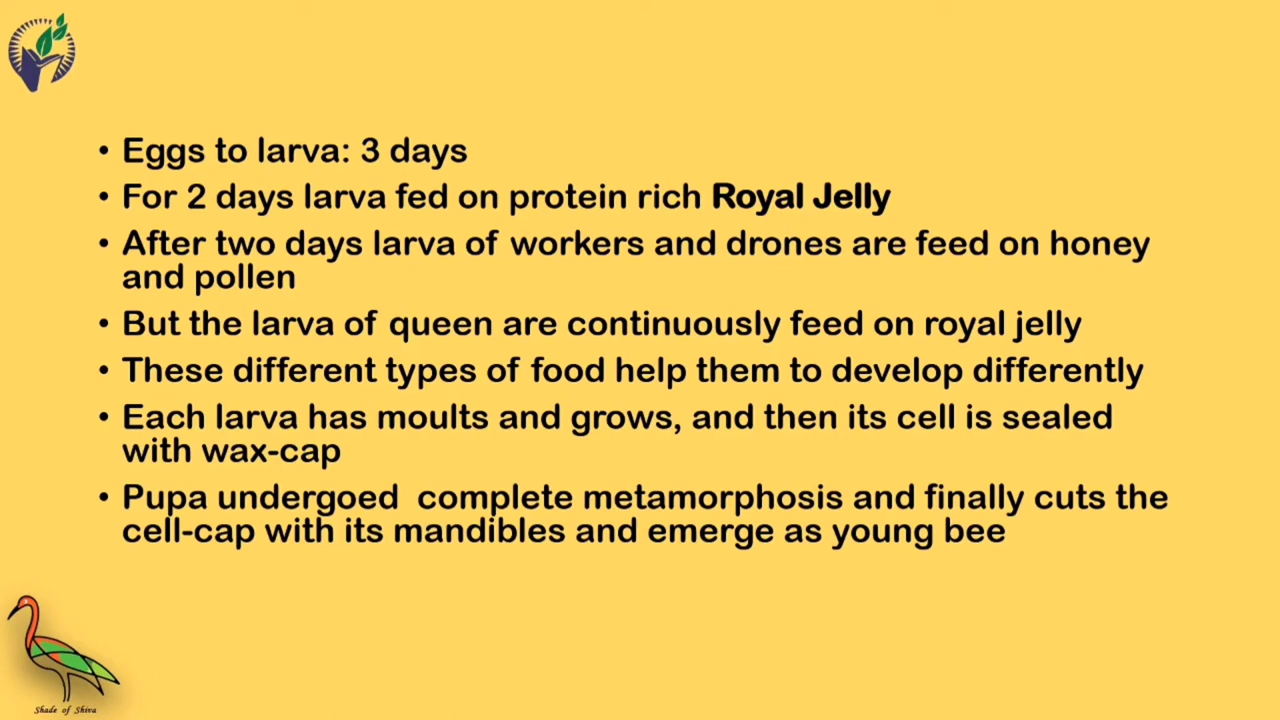 • Eggs to larva: 3 days
• For 2 days larva fed on protein rich Royal Jelly
• After two days larva of workers and drones are feed on honey
and pollen
• But the larva of queen are continuously feed on royal jelly
• These different types of food help them to develop differently
• Each larva has moults and grows, and then its cell is sealed
with wax-cap
• Pupa undergoed complete metamorphosis and finally cuts the
cell-cap with its mandibles and emerge as young bee
Shade of Shiva